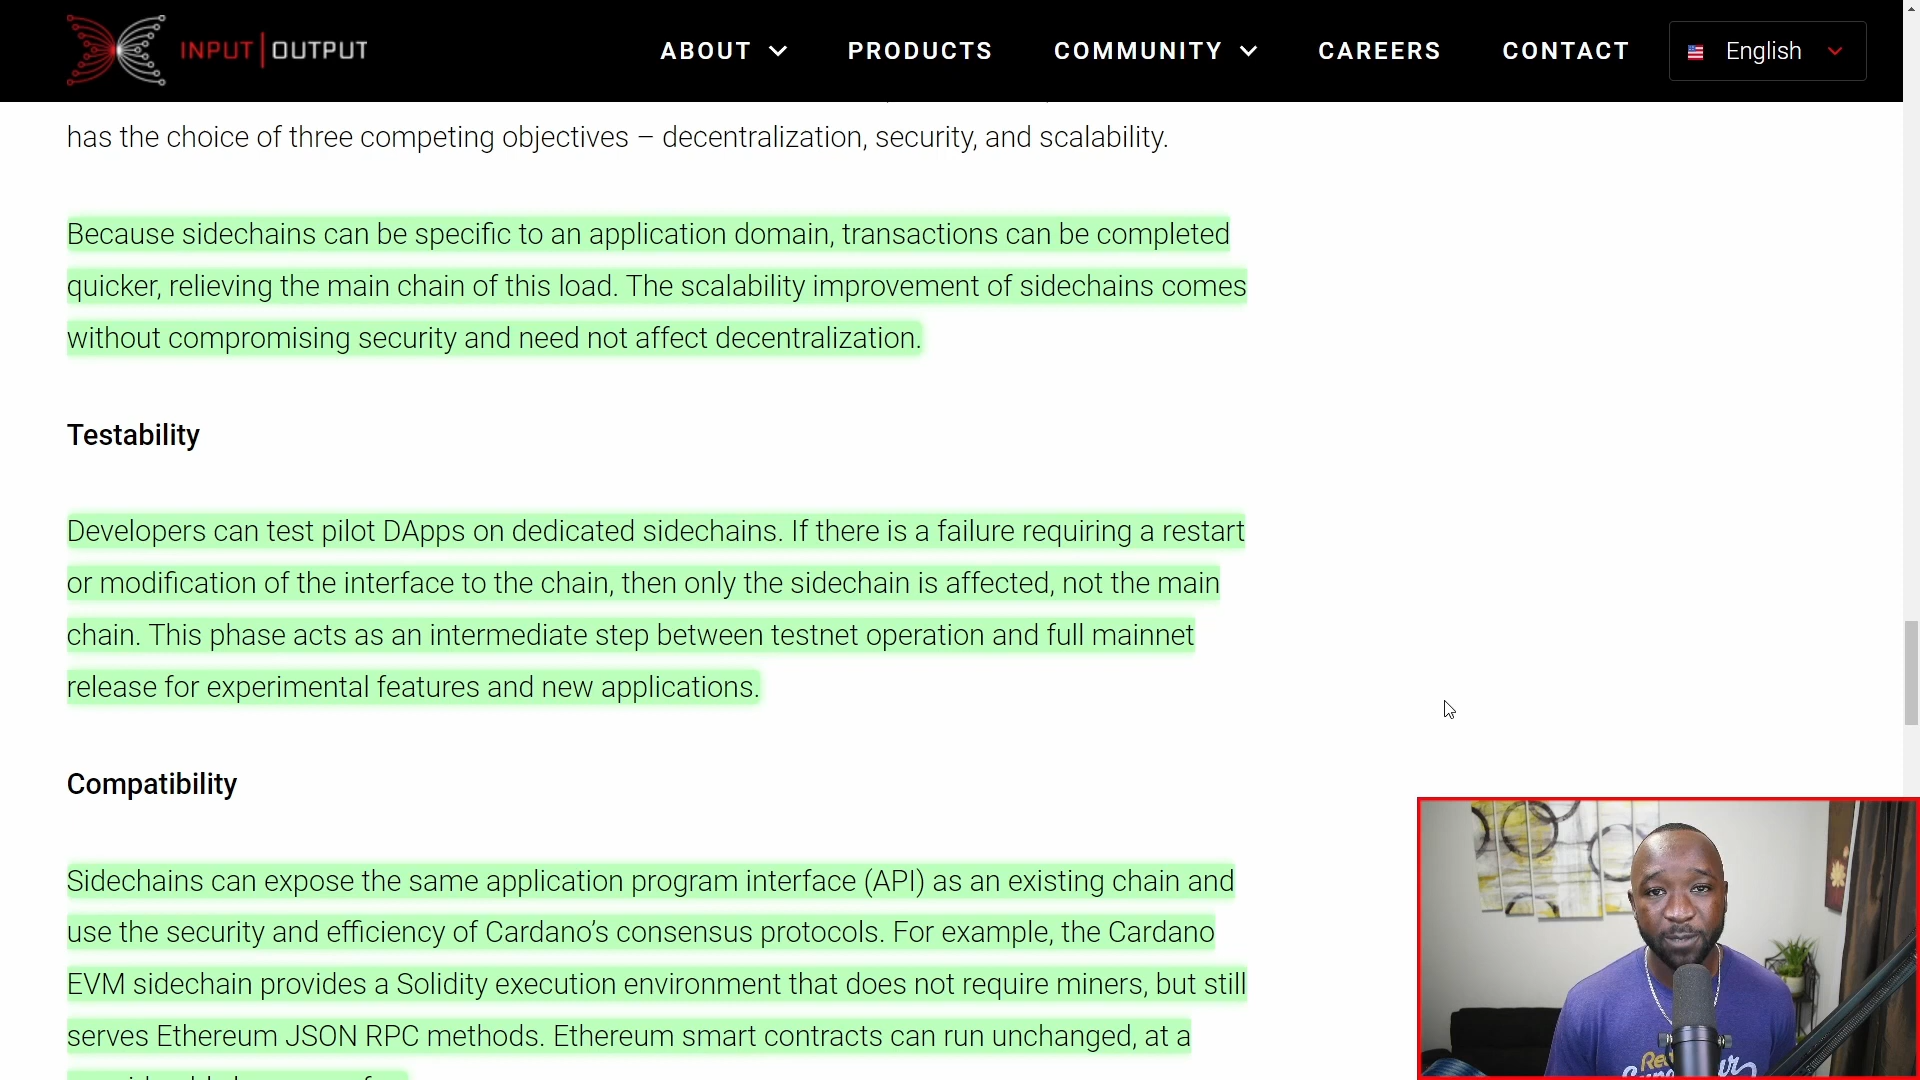 INPUT | OUTPUT
ABOUT PRODUCTS COMMUNITY CAREERS CONTACT English
has the choice of three competing objectives – decentralization, security, and scalability.
Because sidechains can be specific to an application domain, transactions can be completed
quicker, relieving the main chain of this load. The scalability improvement of sidechains comes
without compromising security and need not affect decentralization.
Testability
Developers can test pilot DApps on dedicated sidechains. If there is a failure requiring a restart
or modification of the interface to the chain, then only the sidechain is affected, not the main
chain. This phase acts as an intermediate step between testnet operation and full mainnet
release for experimental features and new applications.
Compatibility
Sidechains can expose the same application program interface (API) as an existing chain and
use the security and efficiency of Cardano’s consensus protocols. For example, the Cardano
EVM sidechain provides a Solidity execution environment that does not require miners, but still
serves Ethereum JSON RPC methods. Ethereum smart contracts can run unchanged, at a